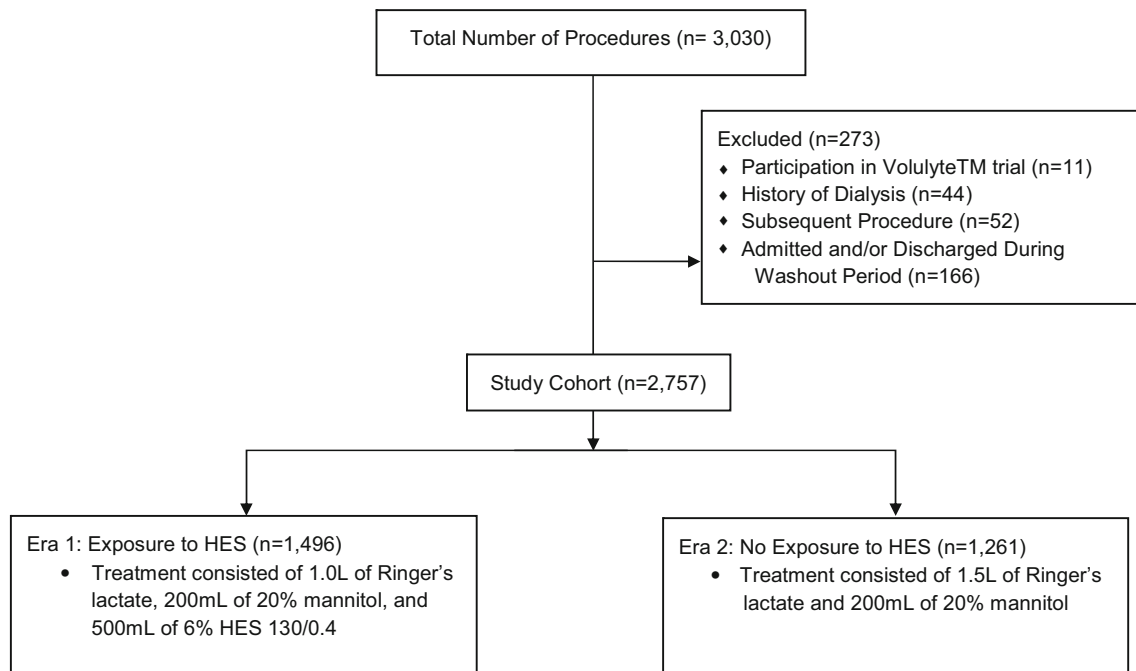 Total Number of Procedures (n= 3,030)
Excluded (n=273)
♦ Participation in VolulyteTM trial (n=11)
♦ History of Dialysis (n=44)
♦ Subsequent Procedure (n=52)
♦ Admitted and/or Discharged During
Washout Period (n=166)
Study Cohort (n=2,757)
Era 1: Exposure to HES (n=1,496)
• Treatment consisted of 1.0L of Ringer's
lactate, 200mL of 20% mannitol, and
500mL of 6% HES 130/0.4
Era 2: No Exposure to HES (n=1,261)
• Treatment consisted of 1.5L of Ringer's
lactate and 200mL of 20% mannitol